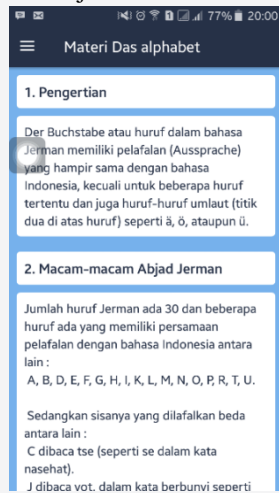 77% 20:00
Materi Das alphabet
1. Pengertian
Der Buchstabe atau huruf dalam bahasa
Jerman memiliki pelafalan (Aussprache)
yang hampir sama dengan bahasa
Indonesia, kecuali untuk beberapa huruf
tertentu dan juga huruf-huruf umlaut (titik
dua di atas huruf) seperti ä, ö, ataupun ü.
2. Macam-macam Abjad Jerman
Jumlah huruf Jerman ada 30 dan beberapa
huruf ada yang memiliki persamaan
pelafalan dengan bahasa Indonesia antara
lain :
A, B, D, E, F, G, H, I, K, L, M, N, O, P, R, T, U.
Sedangkan sisanya yang dilafalkan beda
antara lain :
C dibaca tse (seperti se dalam kata
nasehat).
J dibaca yot, dalam kata berbunyi seperti